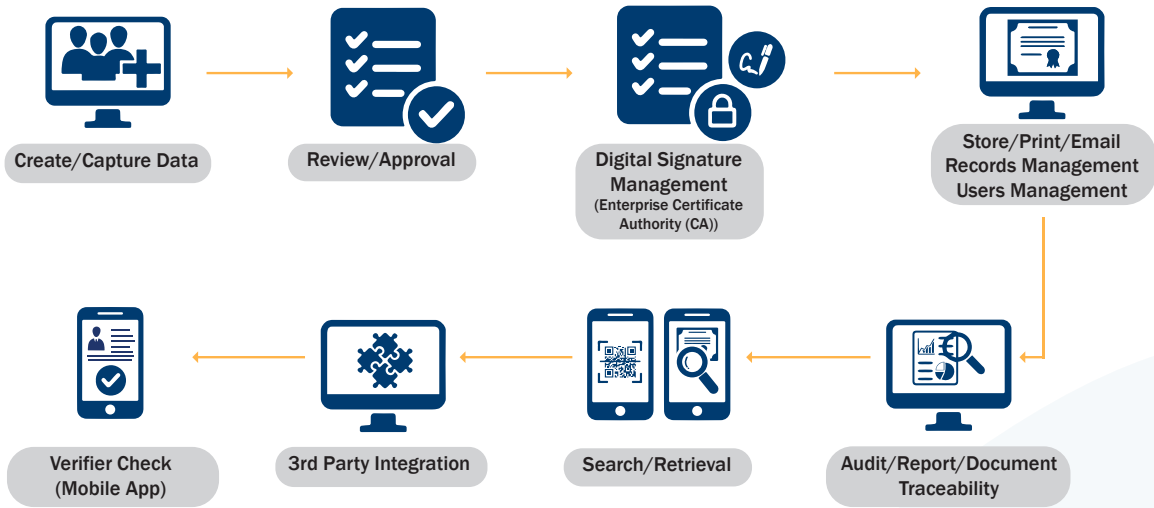 Create/Capture Data
Review/Approval
Digital Signature
Management
(Enterprise Certificate
Authority (CA))
Store/Print/Email
Records Management
Users Management
Verifier Check
(Mobile App)
3rd Party Integration
Search/Retrieval
Audit/Report/Document
Traceability